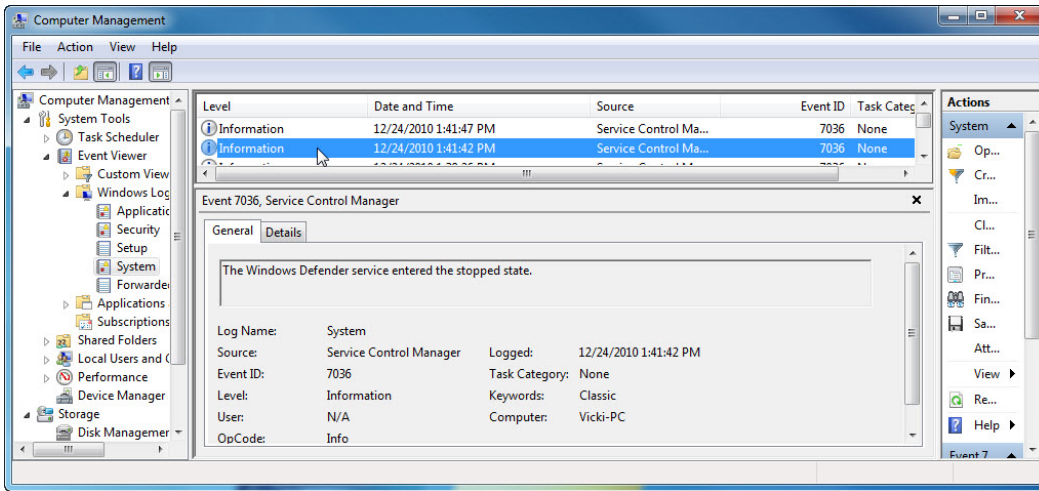 Computer Management
File Action View Help
Computer Management
System Tools
Task Scheduler
Event Viewer
Custom View
Windows Log
Applicatio
Security
Setup
System
Forwarde
Applications
Subscriptions
Shared Folders
Local Users and
Performance
Device Manager
Storage
Disk Managemer
Level Date and Time Source Event ID Task Categ
Information 12/24/2010 1:41:47 PM Service Control Ma... 7036 None
Information 12/24/2010 1:41:42 PM Service Control Ma... 7036 None
Event 7036, Service Control Manager
General Details
The Windows Defender service entered the stopped state.
Log Name: System
Source: Service Control Manager Logged: 12/24/2010 1:41:42 PM
Event ID: 7036 Task Category: None
Level: Information Keywords: Classic
User: N/A Computer: Vicki-PC
OpCode: Info
Actions
System
Op...
Cr...
Im...
Cl...
Filt...
Pr...
Fin...
Sa...
Att...
View
Re...
Help
Event 7